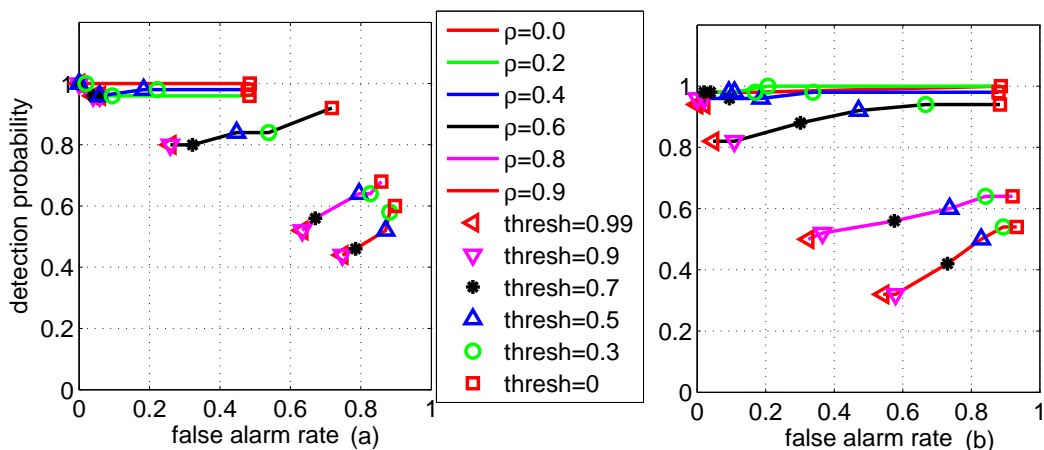 detection probability
1
0.8
0.6
0.4
0.2
0
0 0.2 0.4 0.6 0.8 1
false alarm rate (a)
ρ=0.0
ρ=0.2
ρ=0.4
ρ=0.6
ρ=0.8
ρ=0.9
thresh=0.99
thresh=0.9
thresh=0.7
thresh=0.5
thresh=0.3
thresh=0
1
0.8
0.6
0.4
0.2
0
0 0.2 0.4 0.6 0.8 1
false alarm rate (b)